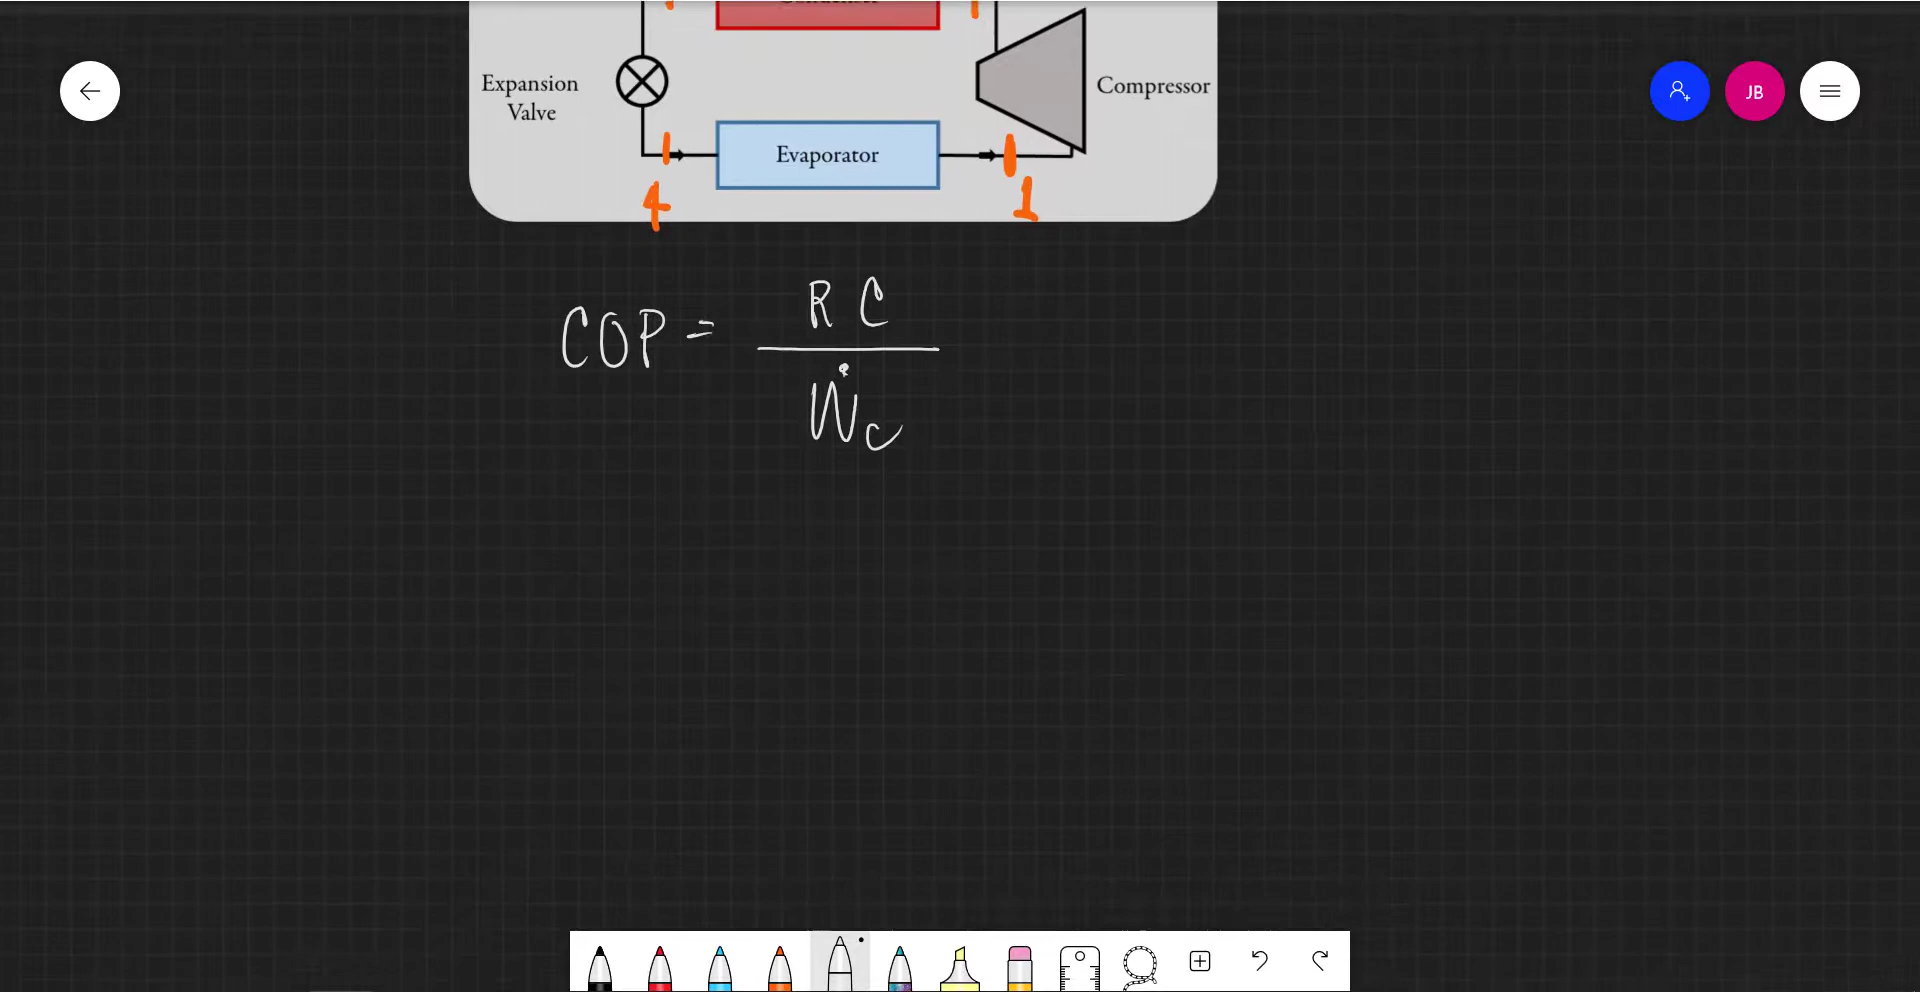 Expansion
Valve
Compressor
Evaporator
4
1
COP = RC
Ẇc
JB